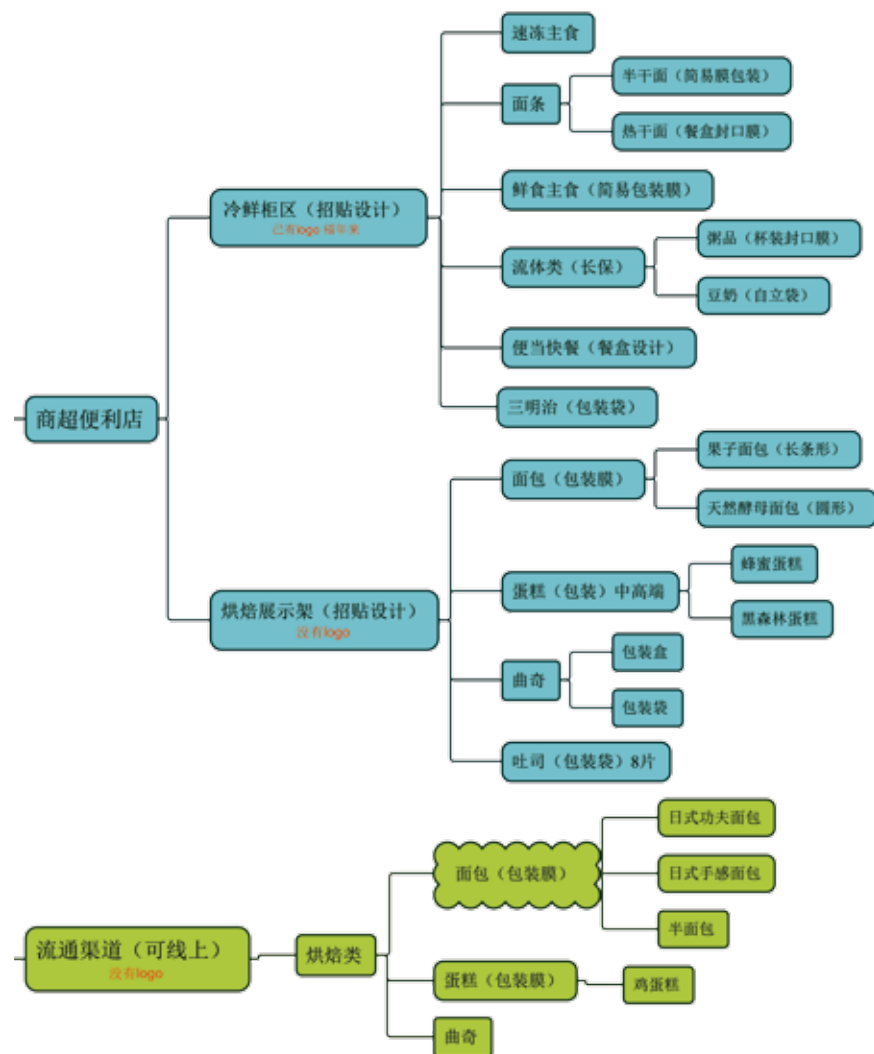 商超便利店
冷鲜柜区（招贴设计）
已有logo 稿年来
速冻主食
面条
半干面（简易膜包装）
热干面（餐盒封口膜）
鲜食主食（简易包装膜）
流体类（长保）
粥品（杯装封口膜）
豆奶（自立袋）
便当快餐（餐盒设计）
三明治（包装袋）
烘焙展示架（招贴设计）
没有logo
面包（包装膜）
果子面包（长条形）
天然酵母面包（圆形）
蛋糕（包装）中高端
蜂蜜蛋糕
黑森林蛋糕
曲奇
包装盒
包装袋
吐司（包装袋）8片
流通渠道（可线上）
没有logo
烘焙类
面包（包装膜）
日式功夫面包
日式手感面包
半面包
蛋糕（包装膜）
鸡蛋糕
曲奇